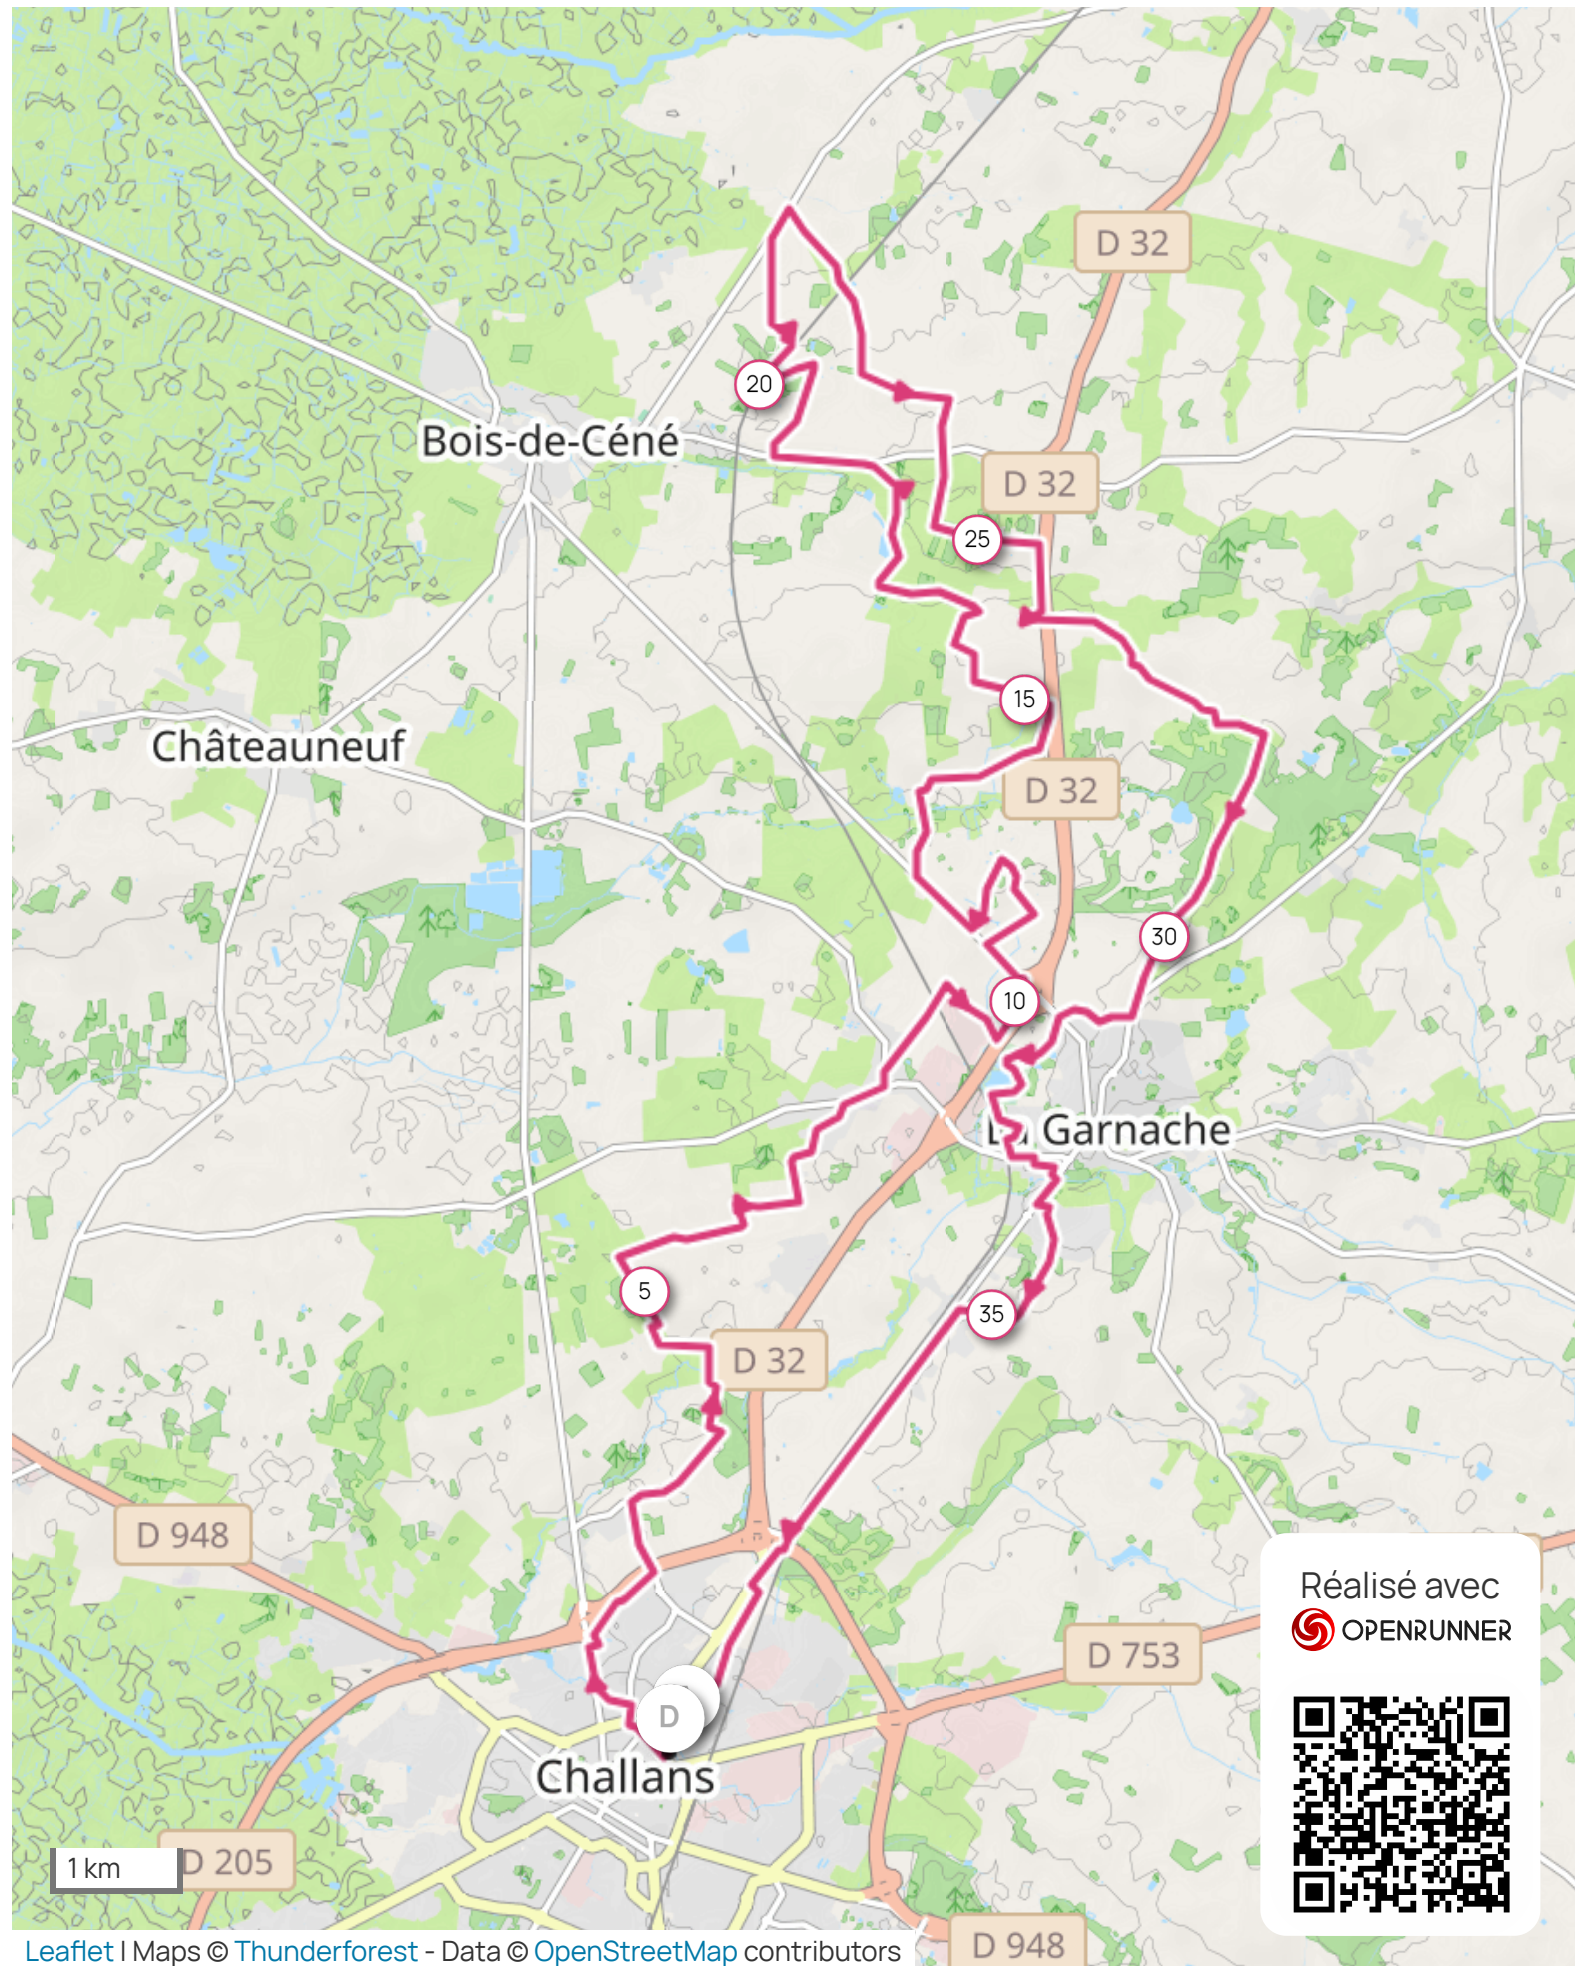 D 32
20
Bois-de-Céné
D 32
25
15
Châteauneuf
D 32
30
10
La Garnache
5
35
D 32
D 948
Réalisé avec
OPENRUNNER
D 753
D
Challans
1 km
D 205
D 948
Leaflet | Maps © Thunderforest - Data © OpenStreetMap contributors